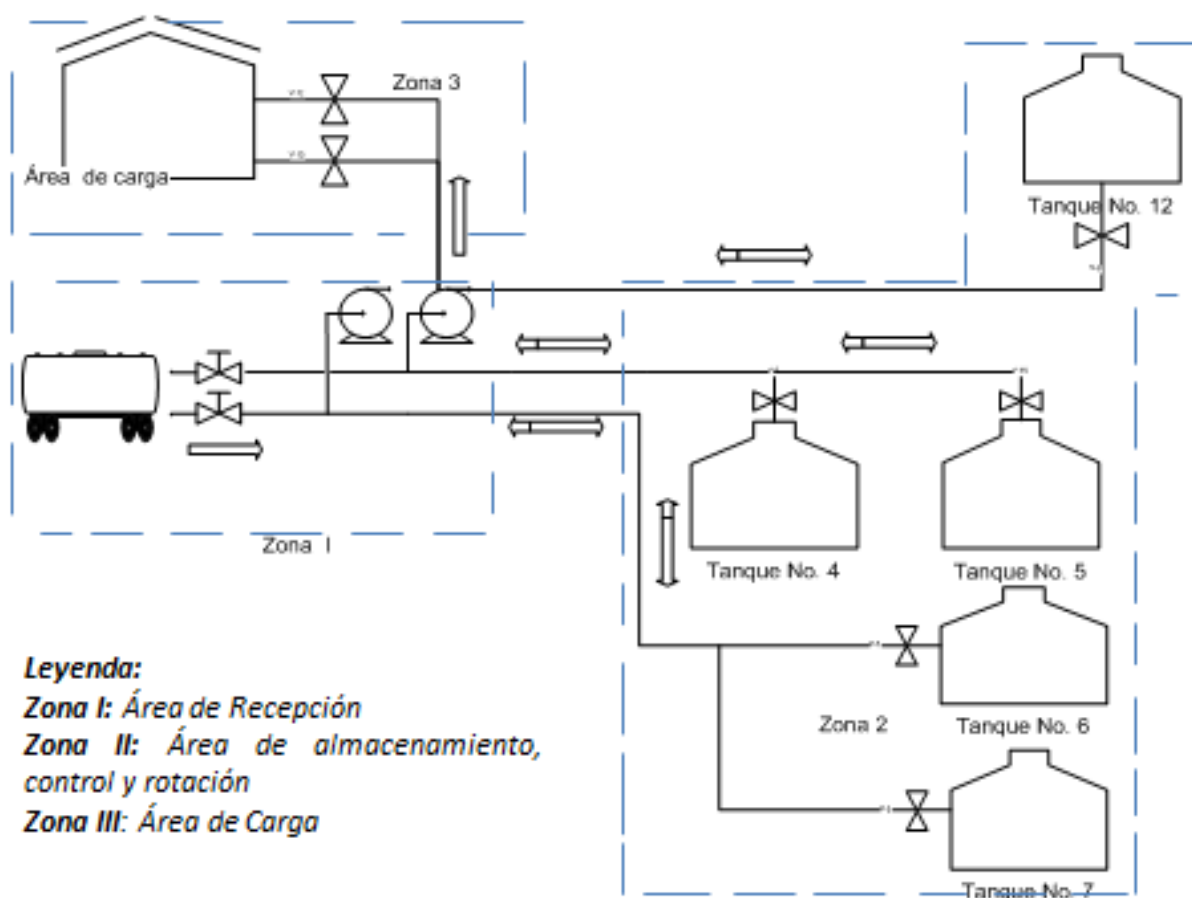 Zona 3
Área de carga
Tanque No. 12
Zona I
Tanque No. 4
Tanque No. 5
Tanque No. 6
Zona 2
Tanque No. 7
Leyenda:
Zona I: Área de Recepción
Zona II: Área de almacenamiento,
control y rotación
Zona III: Área de Carga